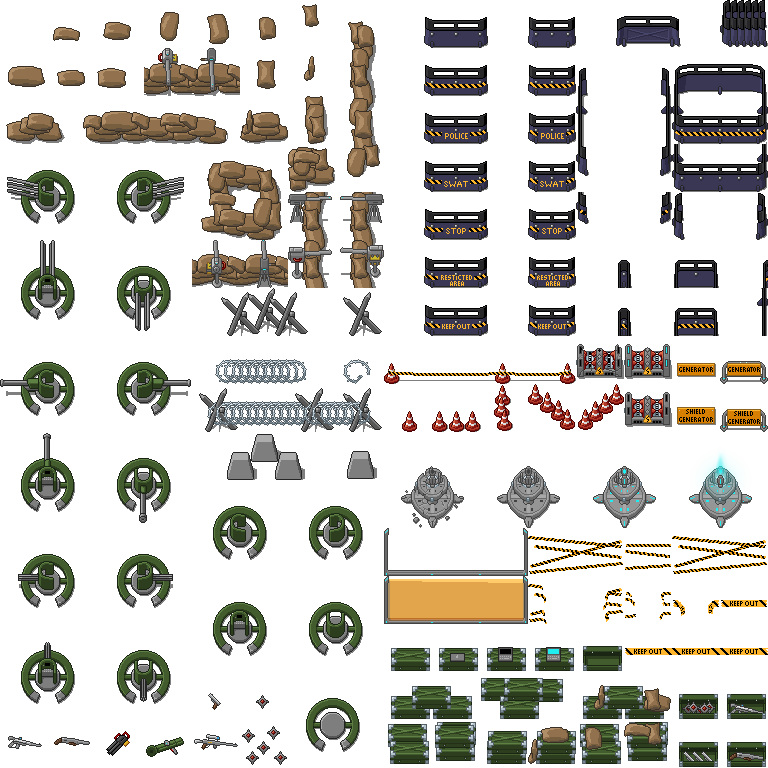 POLICE
POLICE
SWAT
SWAT
STOP
STOP
RESTICTED
AREA
RESTICTED
AREA
KEEP OUT
KEEP OUT
GENERATOR
GENERATOR
SHIELD
GENERATOR
SHIELD
GENERATOR
KEEP OUT
KEEP OUT KEEP OUT KEEP OUT